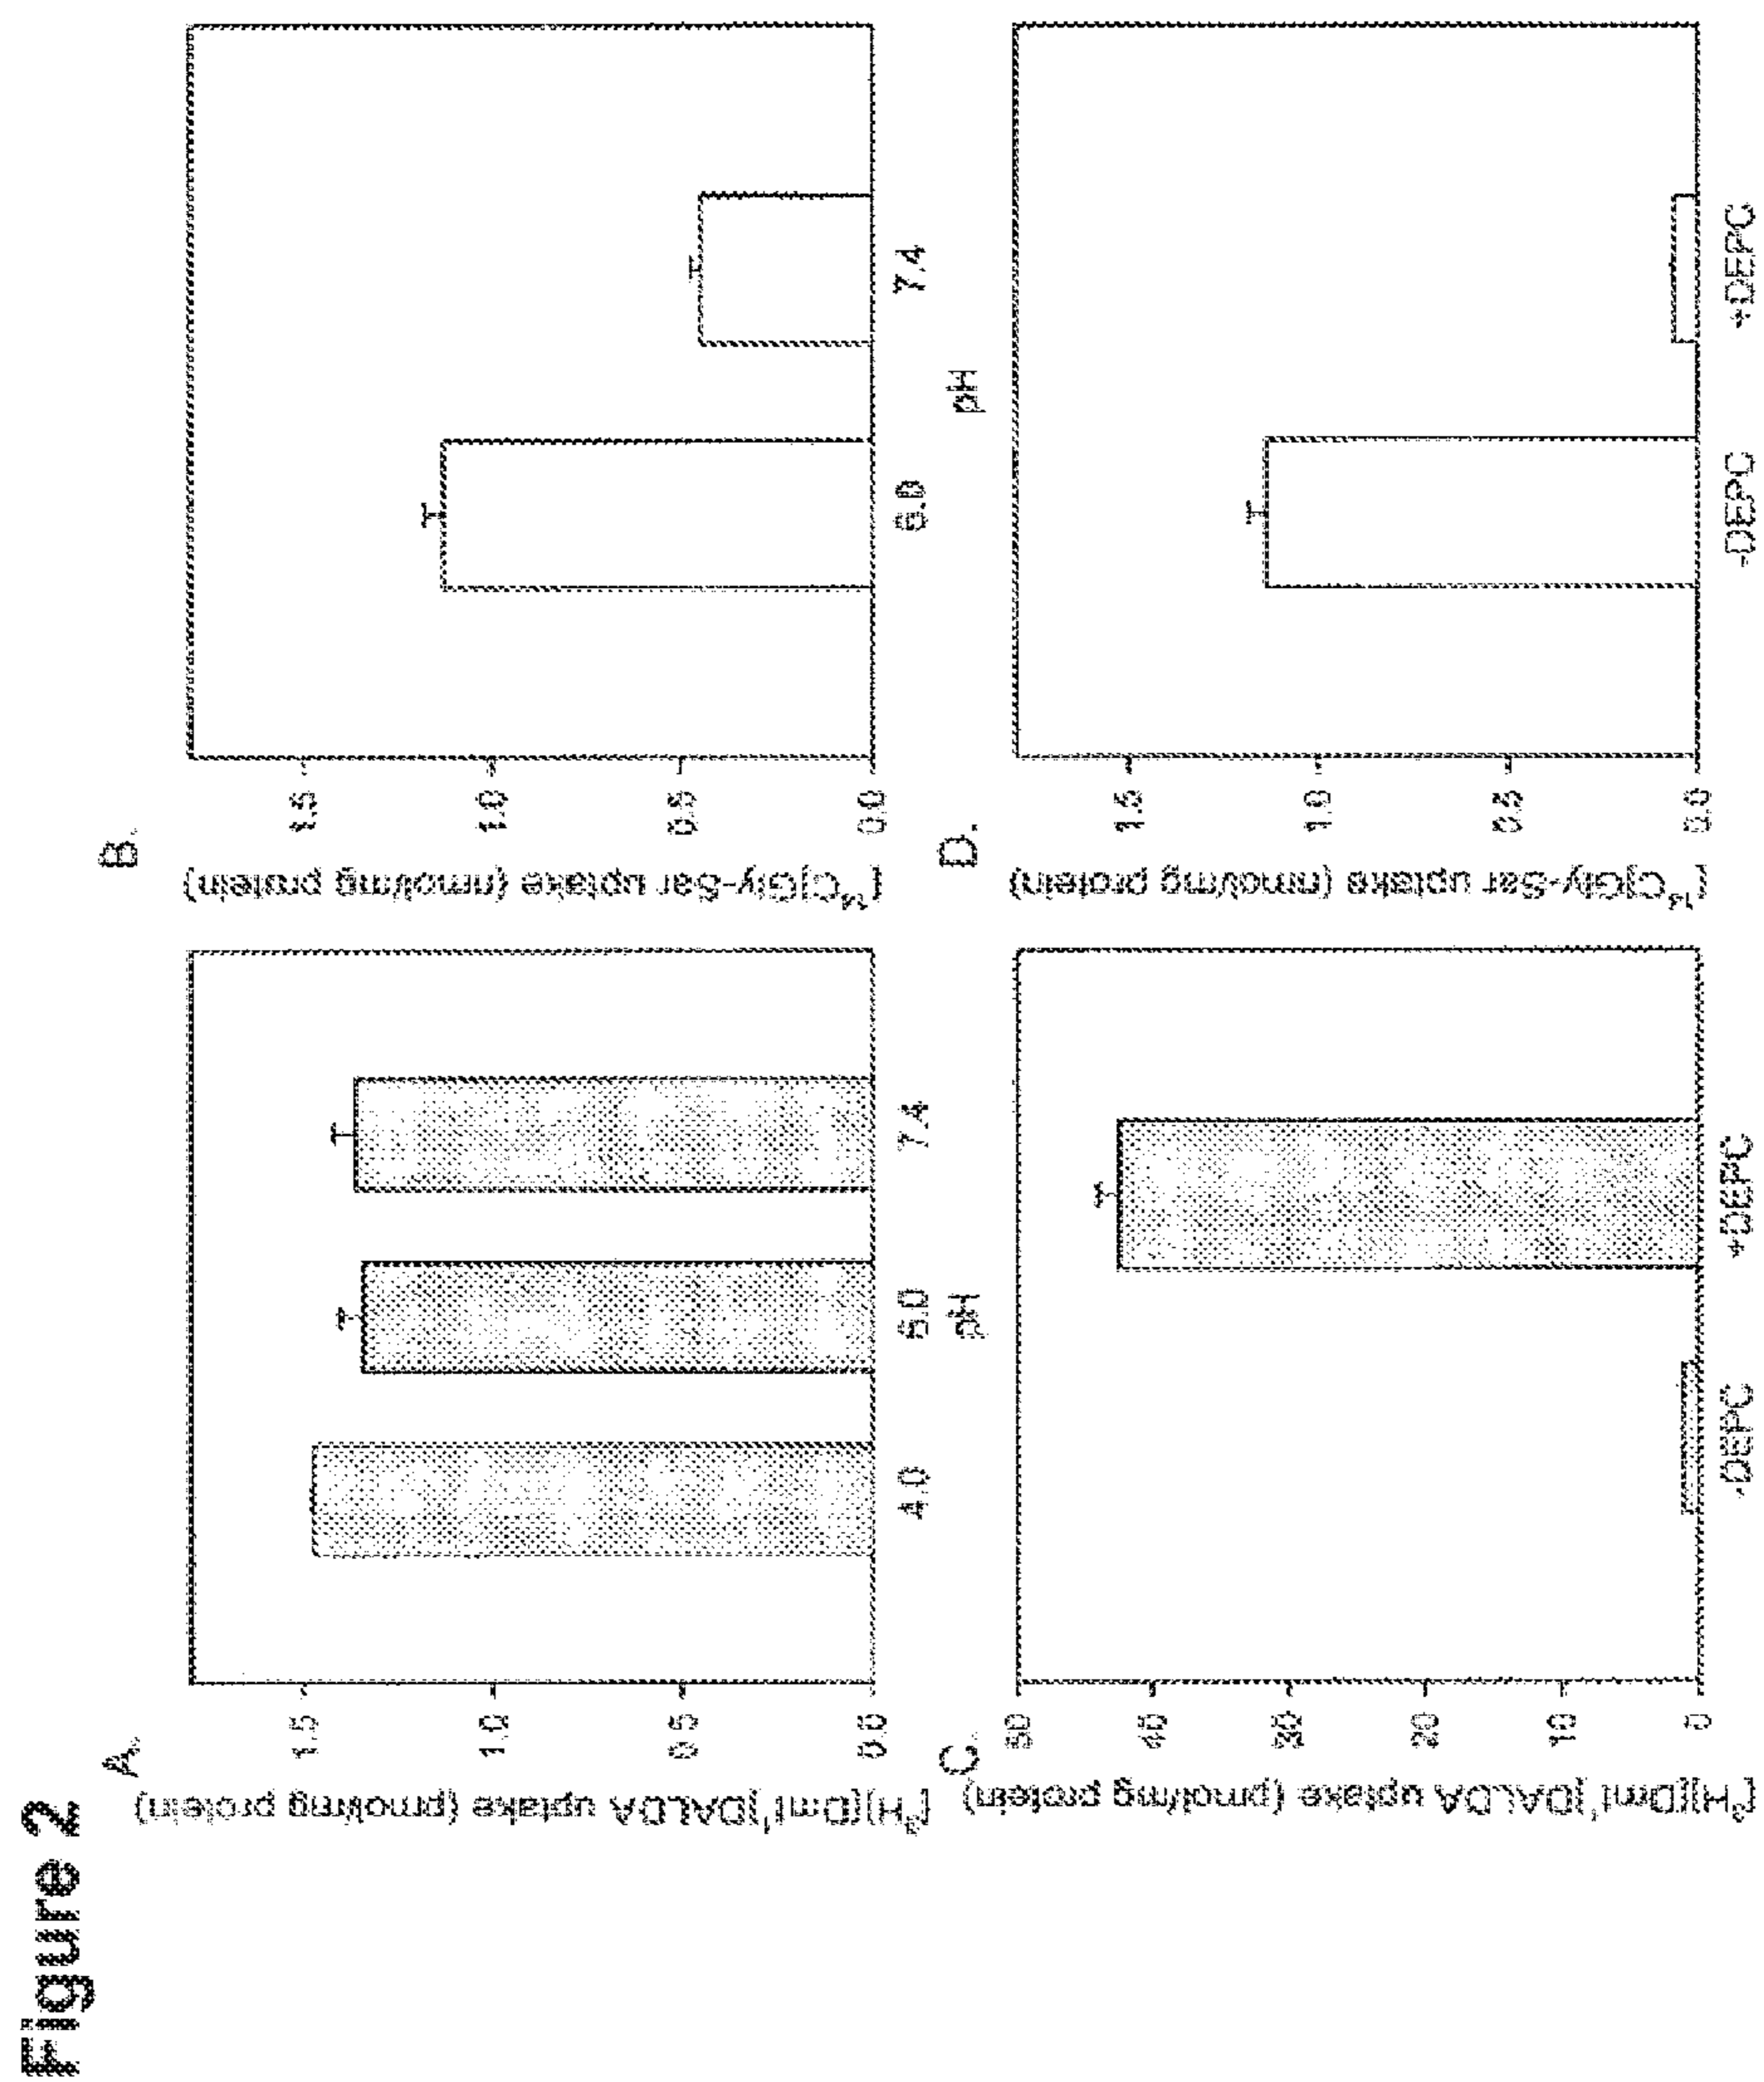 Figure 2
A.
[³H][Dmt¹]DALDA uptake (pmol/mg protein)
1.5
1.0
0.5
0.0
4.0 6.0 7.4
pH
B.
[¹⁴C]Gly-Sar uptake (nmol/mg protein)
1.5
1.0
0.5
0.0
6.0 7.4
pH
C.
[³H][Dmt¹]DALDA uptake (pmol/mg protein)
50
40
30
20
10
0
-DEPC +DEPC
D.
[¹⁴C]Gly-Sar uptake (nmol/mg protein)
1.5
1.0
0.5
0.0
-DEPC +DEPC